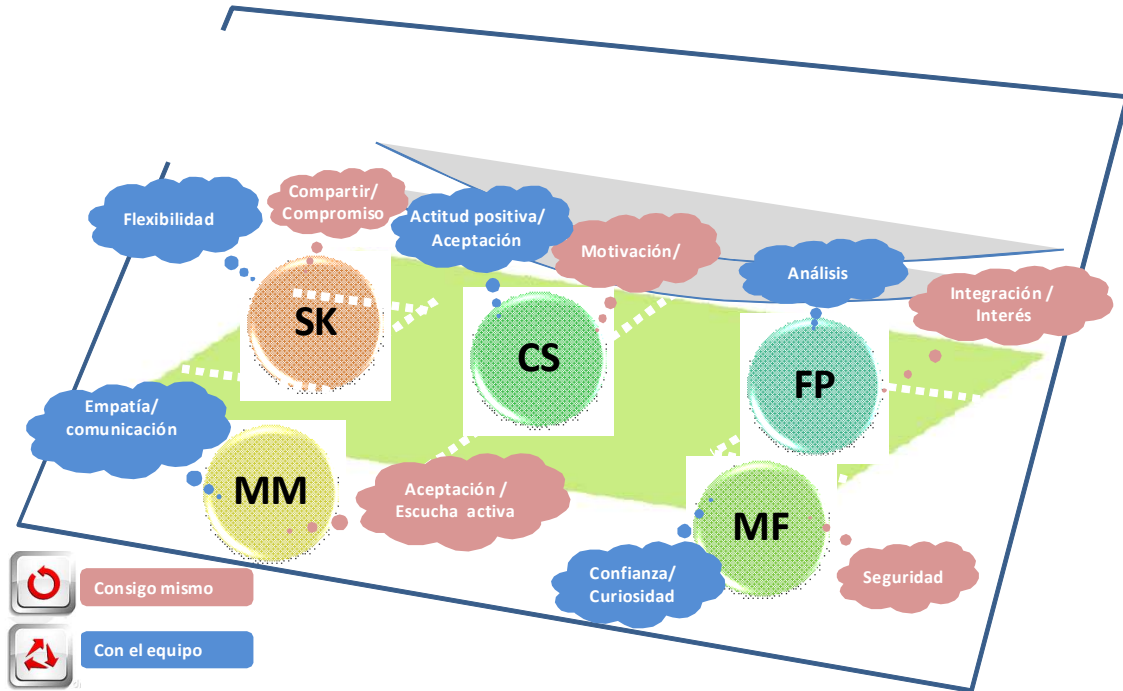 Flexibilidad
Compartir/
Compromiso
Actitud positiva/
Aceptación
Motivación/
Análisis
Integración /
Interés
SK
CS
FP
Empatía/
comunicación
MM
Aceptación /
Escucha activa
MF
Confianza/
Curiosidad
Seguridad
Consigo mismo
Con el equipo